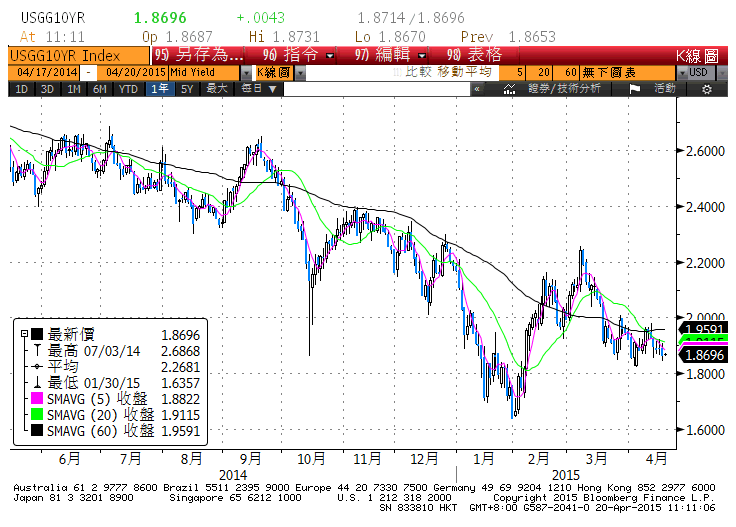 USGG10YR 1.8696 +.0043 1.8714/1.8696
At 11:11 Op 1.8687 Hi 1.8731 Lo 1.8670 Prev 1.8653
USGG10YR Index 95) 另存為... 96) 指令 97) 編輯 98) 表格 K線圖
04/17/2014 - 04/20/2015 Mid Yield K線圖 比較 移動平均 5 20 60 無下圖表 USD
1D 3D 1M 6M YTD 1年 5Y 最大 每日 ▼ « 證券/技術分析 活動
2.6000
2.4000
2.2000
2.0000
1.9591
1.8696
1.8000
1.6000
最新價 1.8696
最高 07/03/14 2.6868
平均 2.2681
最低 01/30/15 1.6357
SMAVG (5) 收盤 1.8822
SMAVG (20) 收盤 1.9115
SMAVG (60) 收盤 1.9591
6月 7月 8月 9月 10月 11月 12月 1月 2月 3月 4月
2014 2015
Australia 61 2 9777 8600 Brazil 5511 2395 9000 Europe 44 20 7330 7500 Germany 49 69 9204 1210 Hong Kong 852 2977 6000
Japan 81 3 3201 8900 Singapore 65 6212 1000 U.S. 1 212 318 2000 Copyright 2015 Bloomberg Finance L.P.
SN 833810 HKT GMT+8:00 G587-2041-0 20-Apr-2015 11:11:06